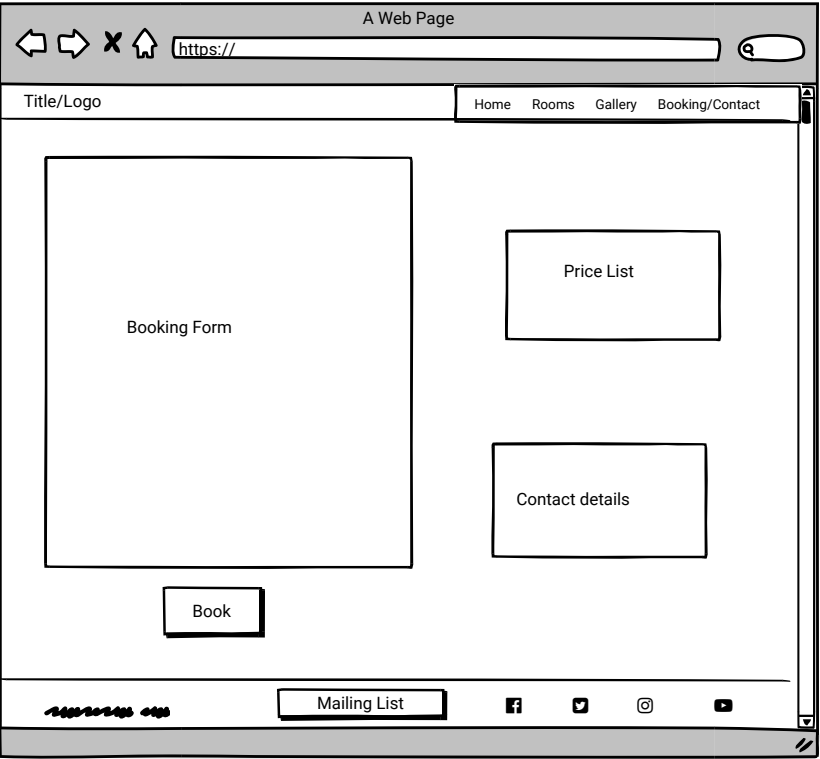 A Web Page
https://
Title/Logo
Home Rooms Gallery Booking/Contact
Booking Form
Price List
Contact details
Book
Mailing List